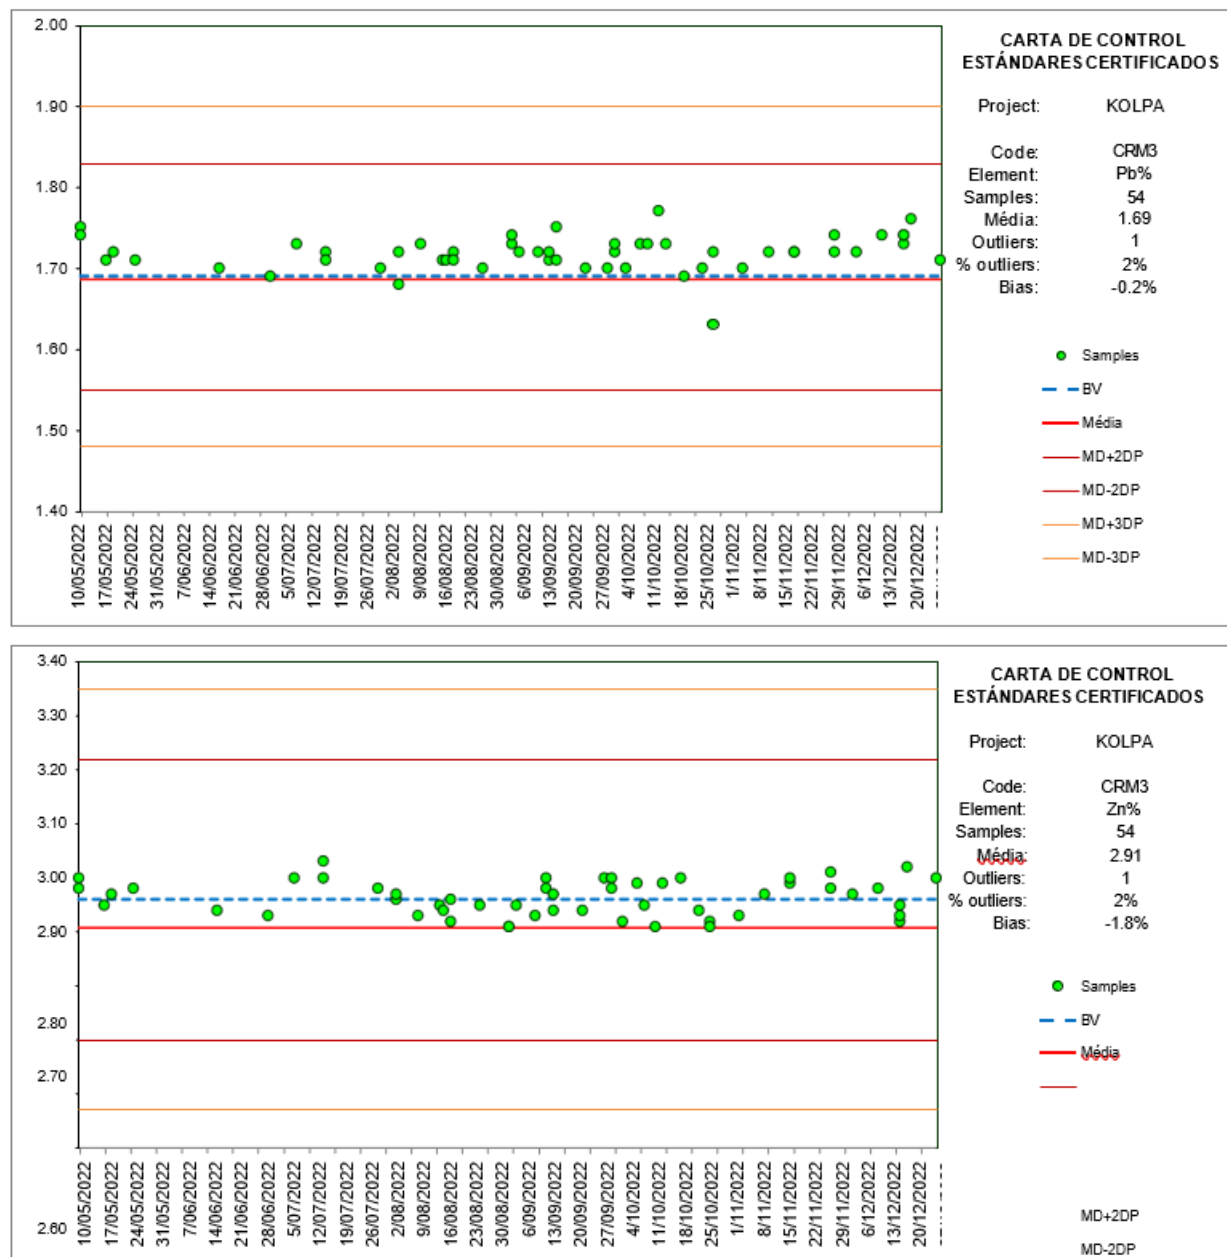 2.00
1.90
1.80
1.70
1.60
1.50
1.40
10/05/2022
17/05/2022
24/05/2022
31/05/2022
7/06/2022
14/06/2022
21/06/2022
28/06/2022
5/07/2022
12/07/2022
19/07/2022
26/07/2022
2/08/2022
9/08/2022
16/08/2022
23/08/2022
30/08/2022
6/09/2022
13/09/2022
20/09/2022
27/09/2022
4/10/2022
11/10/2022
18/10/2022
25/10/2022
1/11/2022
8/11/2022
15/11/2022
22/11/2022
29/11/2022
6/12/2022
13/12/2022
20/12/2022
CARTA DE CONTROL
ESTÁNDARES CERTIFICADOS
Project: KOLPA
Code: CRM3
Element: Pb%
Samples: 54
Média: 1.69
Outliers: 1
% outliers: 2%
Bias: -0.2%
Samples
BV
Média
MD+2DP
MD-2DP
MD+3DP
MD-3DP
3.40
3.30
3.20
3.10
3.00
2.90
2.80
2.70
2.60
10/05/2022
17/05/2022
24/05/2022
31/05/2022
7/06/2022
14/06/2022
21/06/2022
28/06/2022
5/07/2022
12/07/2022
19/07/2022
26/07/2022
2/08/2022
9/08/2022
16/08/2022
23/08/2022
30/08/2022
6/09/2022
13/09/2022
20/09/2022
27/09/2022
4/10/2022
11/10/2022
18/10/2022
25/10/2022
1/11/2022
8/11/2022
15/11/2022
22/11/2022
29/11/2022
6/12/2022
13/12/2022
20/12/2022
CARTA DE CONTROL
ESTÁNDARES CERTIFICADOS
Project: KOLPA
Code: CRM3
Element: Zn%
Samples: 54
Média: 2.91
Outliers: 1
% outliers: 2%
Bias: -1.8%
Samples
BV
Média
MD+2DP
MD-2DP